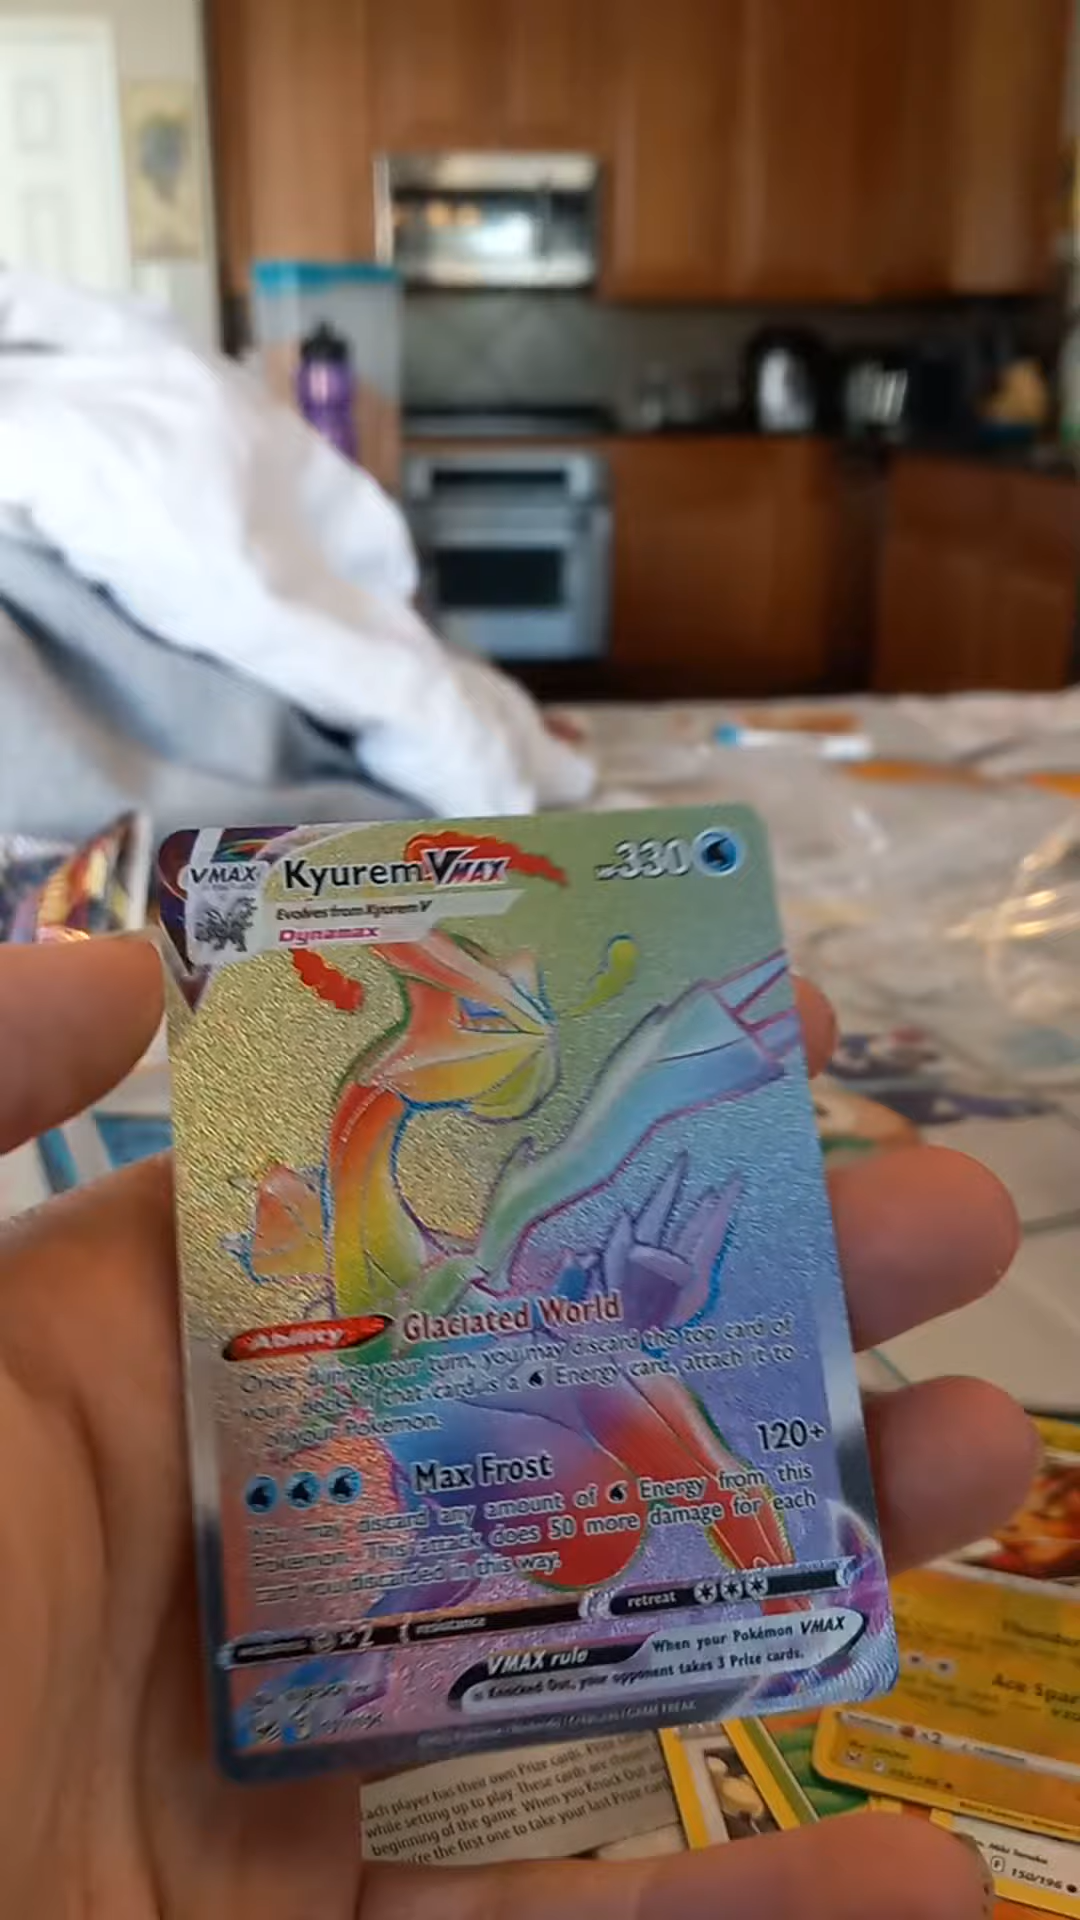 VMAX
Kyurem VMAX
330
Evolves from Kyurem V
Dynamax
Ability Glaciated World
Once during your turn, you may discard the top card of
your deck. If that card is a Energy card, attach it to
of your Pokémon.
Max Frost 120+
You may discard any amount of Energy from this
Pokémon. This attack does 50 more damage for each
card you discarded in this way.
×2 resistance retreat
VMAX rule When your Pokémon VMAX
is Knocked Out, your opponent takes 3 Prize cards.
GAME FREAK
Each player has their own Prize cards.
while setting up to play. These cards are
beginning of the game. When you Knock Out
the first one to take your last Prize card
Ace Spar
×2
150/196